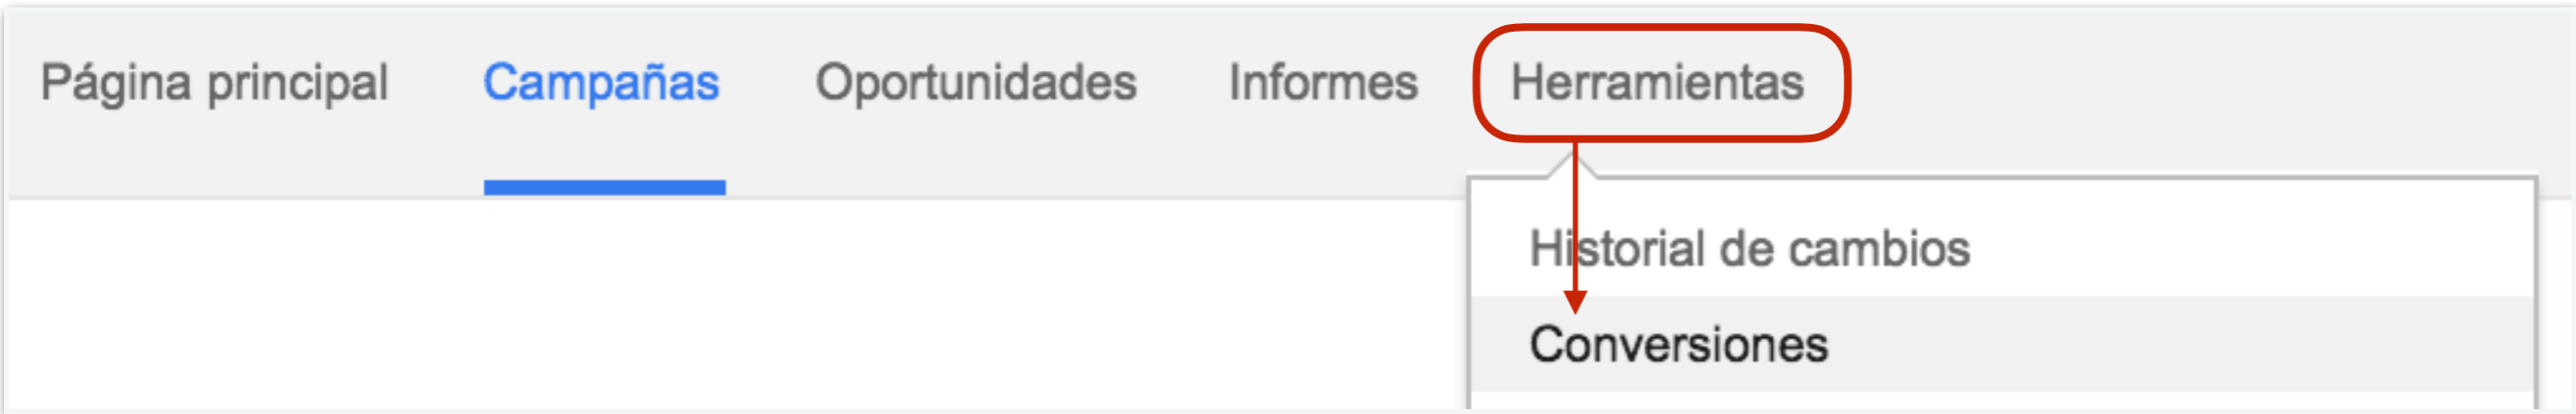 Página principal Campañas Oportunidades Informes Herramientas
Historial de cambios
Conversiones